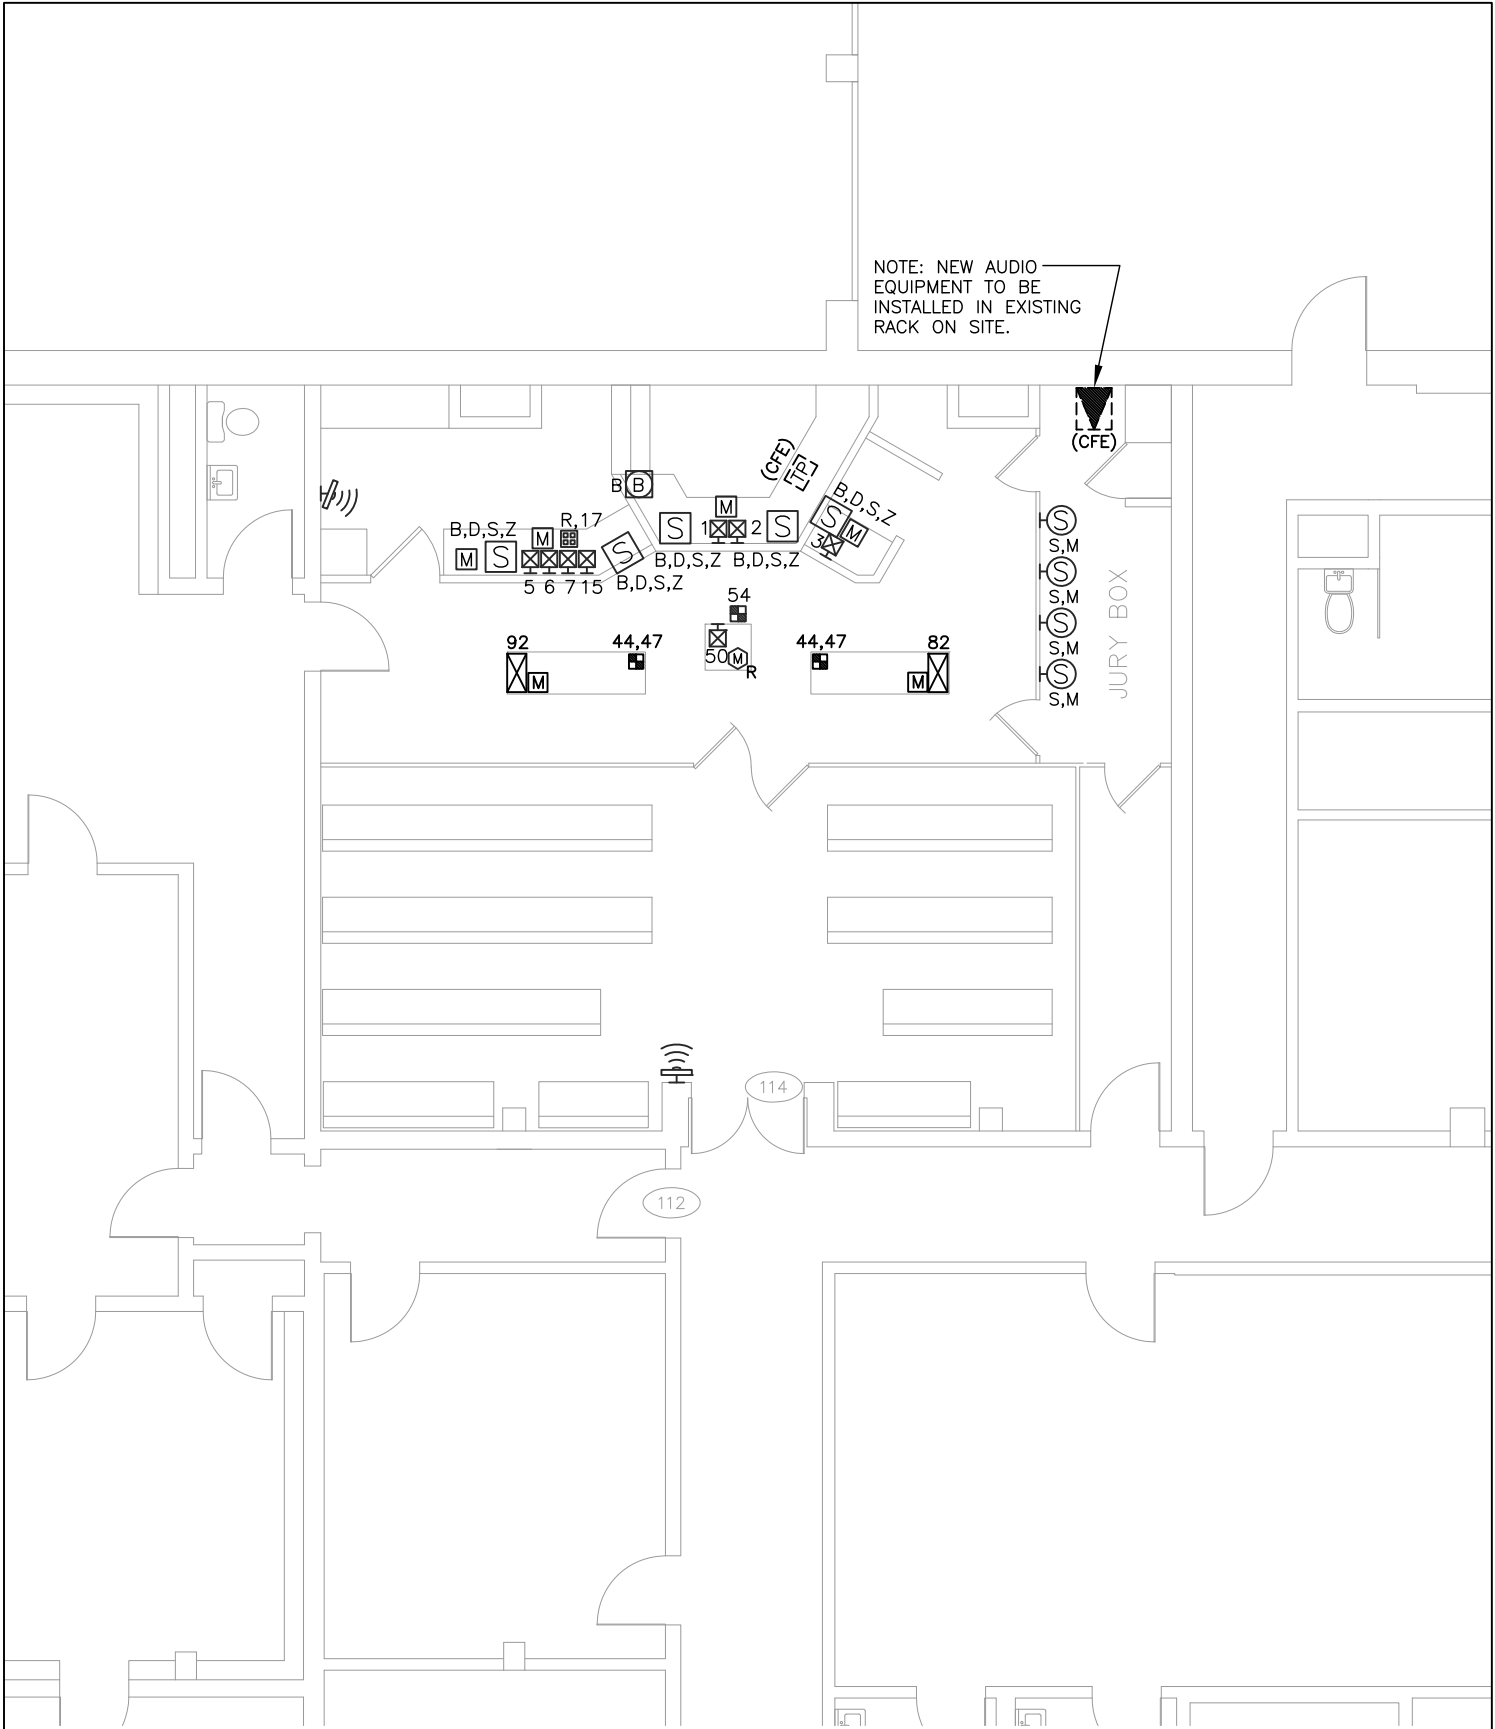 NOTE: NEW AUDIO
EQUIPMENT TO BE
INSTALLED IN EXISTING
RACK ON SITE.
(CFE)
(CFE)
TP
B
B
M
B,D,S,Z
S
R,17
M
1
S
2
S
M
3
B,D,S,Z
M
S
S
B,D,S,Z
B,D,S,Z
B,D,S,Z
5 6 7 15
B,D,S,Z
S
S,M
S
S,M
S
S,M
S
S,M
JURY BOX
54
50
M
R
92
M
44,47
44,47
82
M
114
112